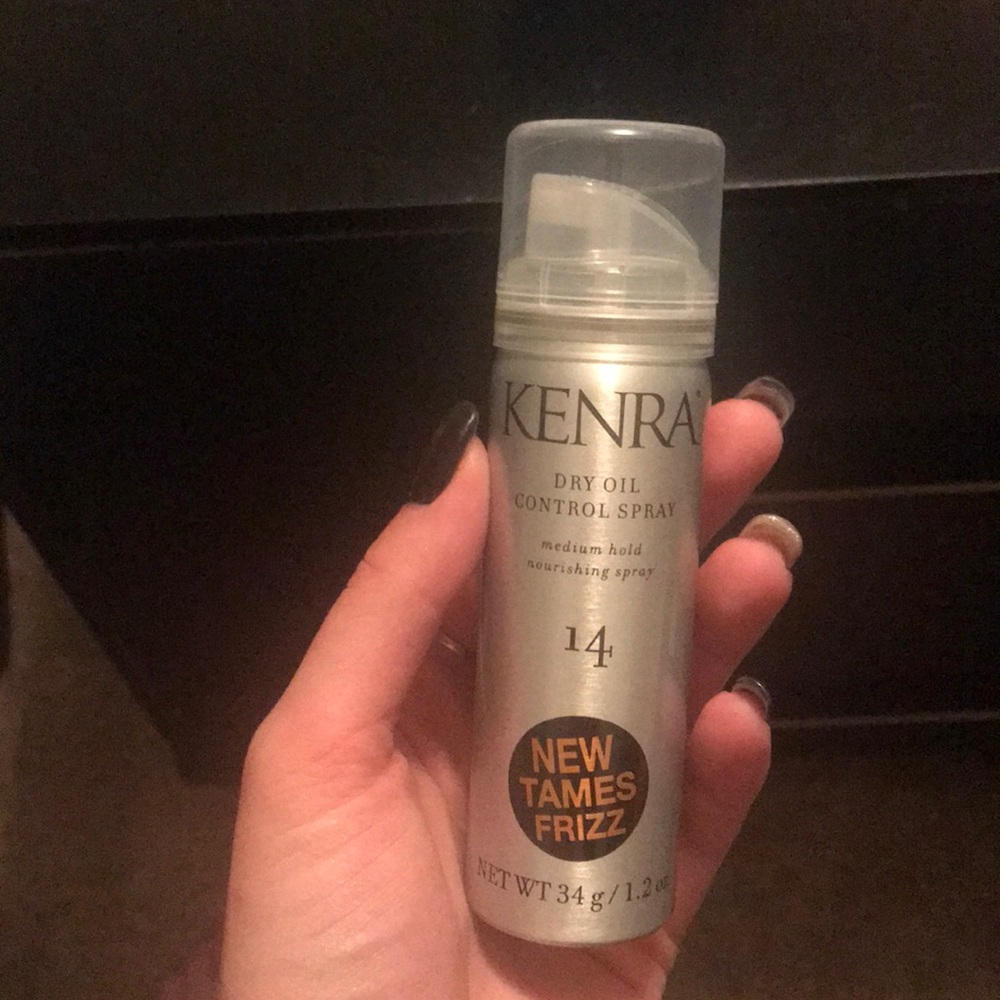 KENRA
DRY OIL
CONTROL SPRAY
medium hold
nourishing spray
14
NEW
TAMES
FRIZZ
NET WT 34 g / 1.2 oz